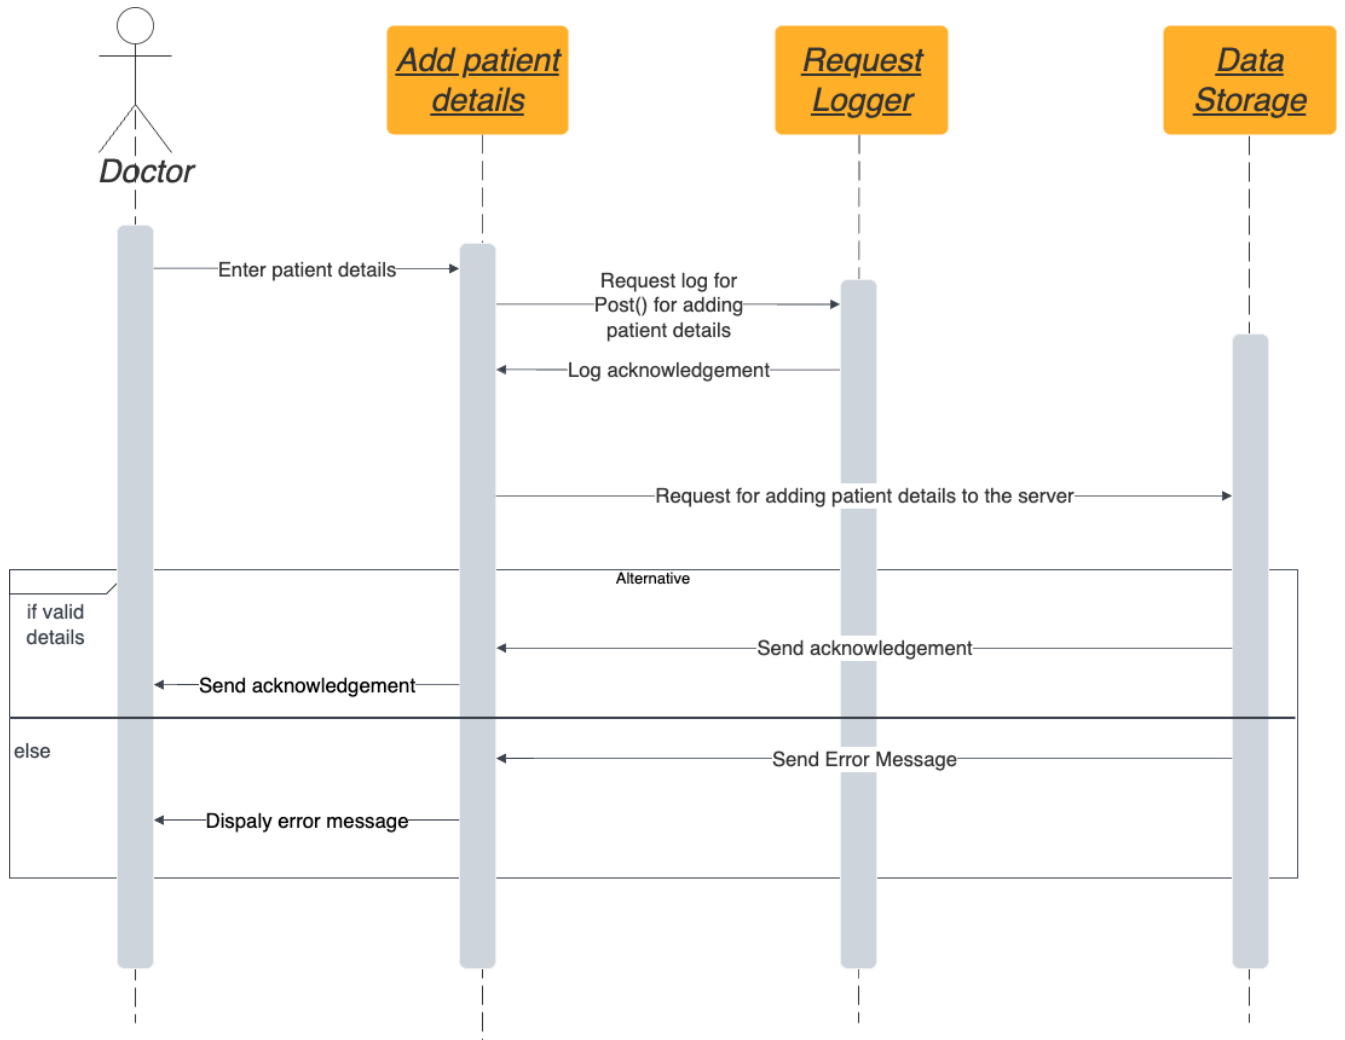 Add patient
details
Request
Logger
Data
Storage
Doctor
Enter patient details
Request log for
Post() for adding
patient details
Log acknowledgement
Request for adding patient details to the server
Alternative
if valid
details
Send acknowledgement
Send acknowledgement
else
Send Error Message
Dispaly error message